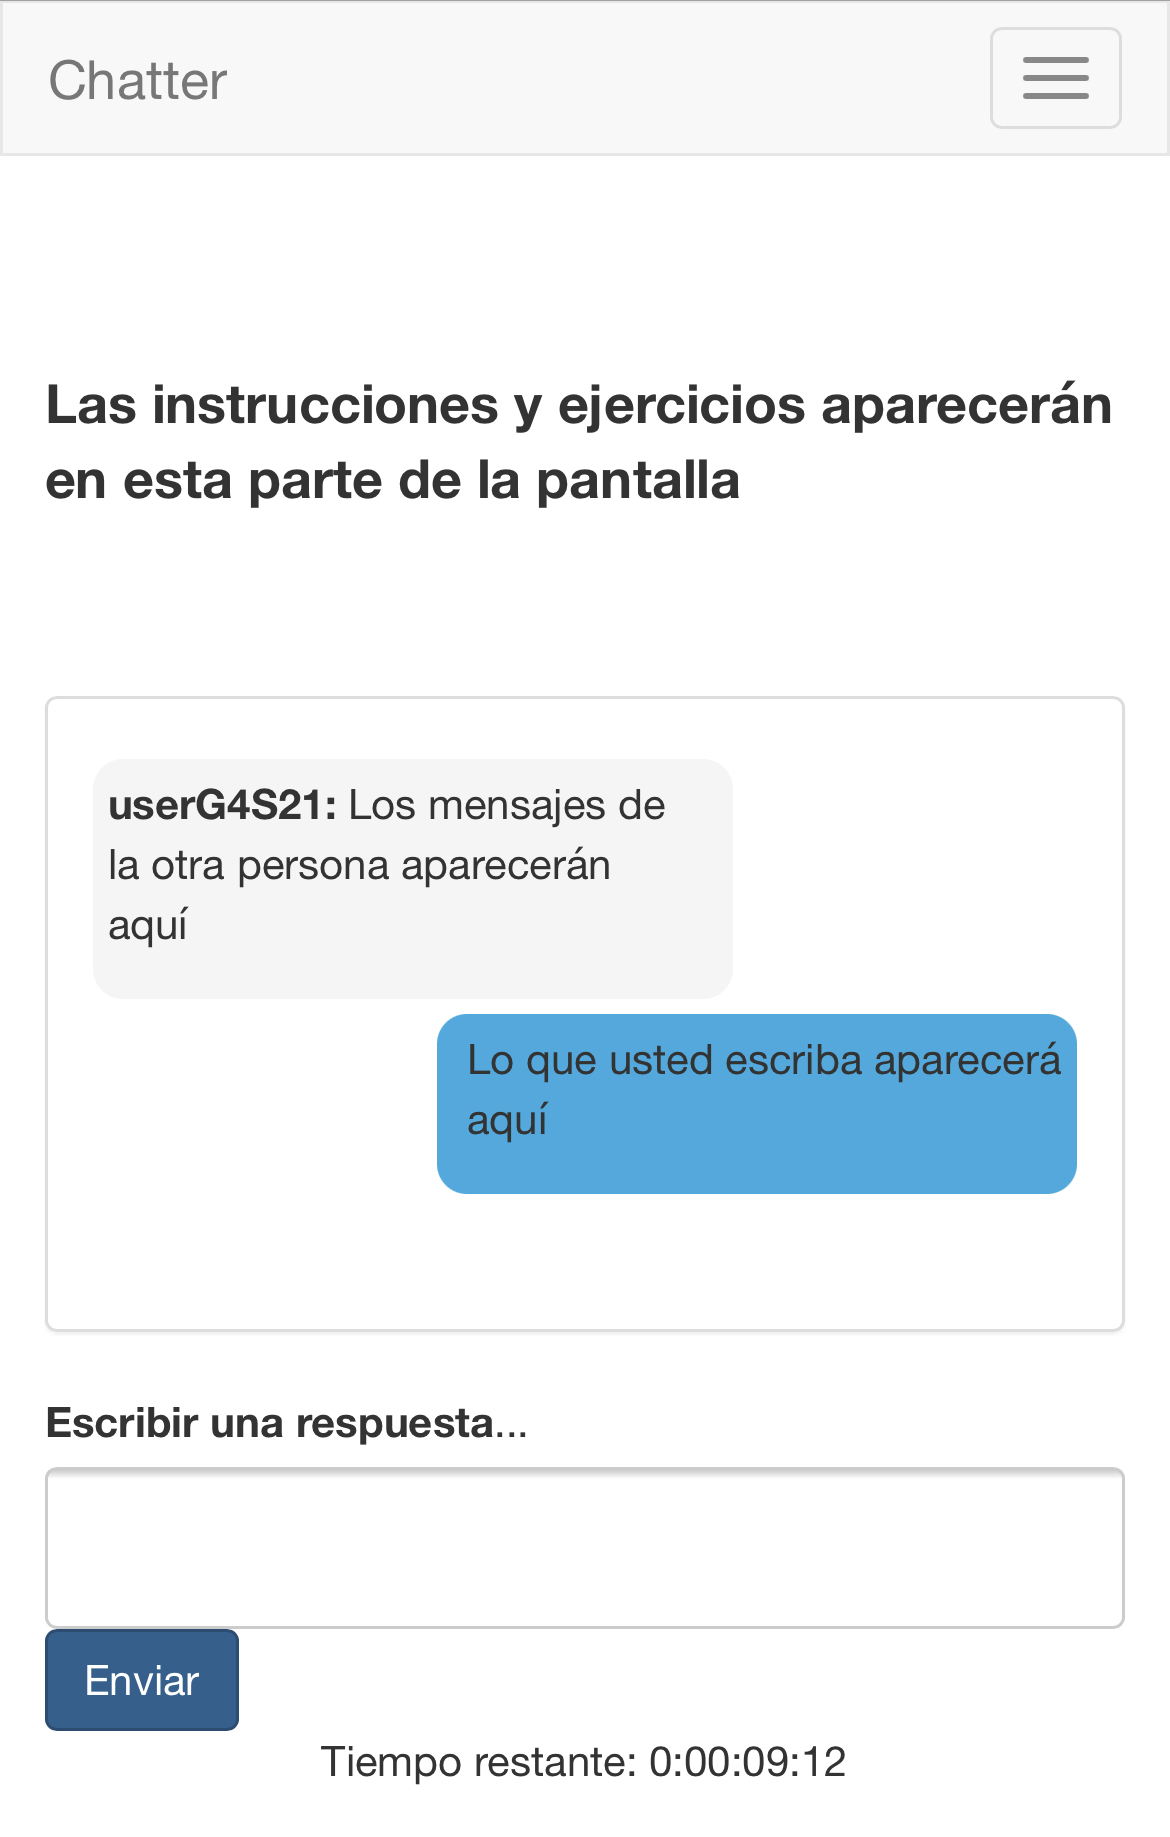 Chatter
Las instrucciones y ejercicios aparecerán
en esta parte de la pantalla
userG4S21: Los mensajes de
la otra persona aparecerán
aquí
Lo que usted escriba aparecerá
aquí
Escribir una respuesta...
Enviar
Tiempo restante: 0:00:09:12